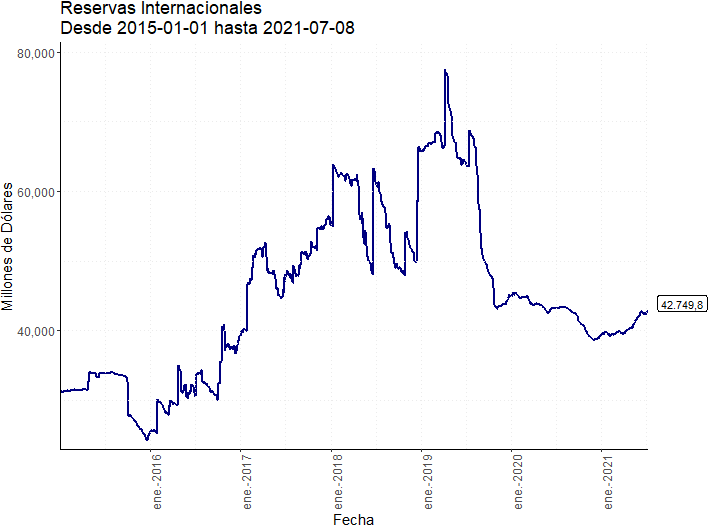 Reservas Internacionales
Desde 2015-01-01 hasta 2021-07-08
Millones de Dólares
80,000
60,000
40,000
42.749,8
ene.-2016
ene.-2017
ene.-2018
ene.-2019
ene.-2020
ene.-2021
Fecha